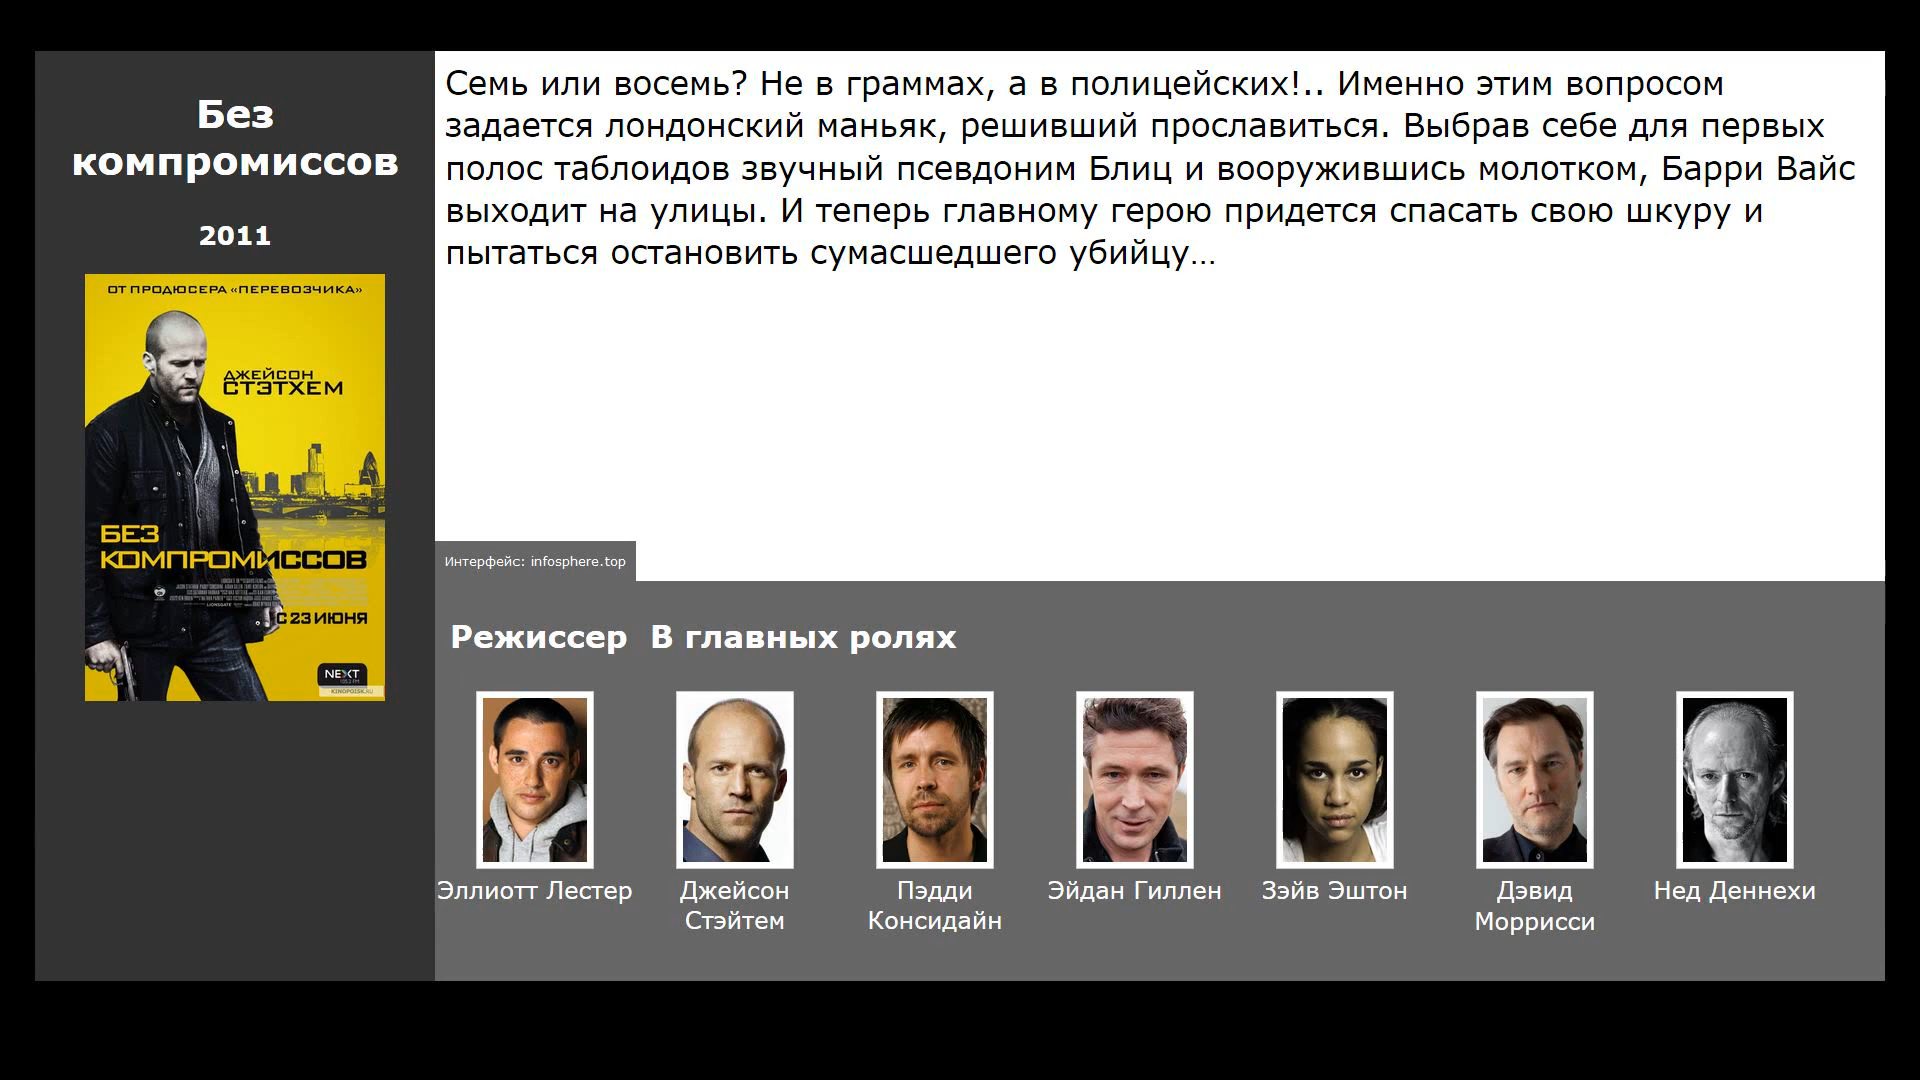 Без
компромиссов
2011
ОТ ПРОДЮСЕРА «ПЕРЕВОЗЧИКА»
ДЖЕЙСОН
СТЭТХЕМ
БЕЗ
КОМПРОМИССОВ
LIONSGATE
С 23 ИЮНЯ
NEXT
KINOPOISK.RU
Семь или восемь? Не в граммах, а в полицейских!.. Именно этим вопросом
задается лондонский маньяк, решивший прославиться. Выбрав себе для первых
полос таблоидов звучный псевдоним Блиц и вооружившись молотком, Барри Вайс
выходит на улицы. И теперь главному герою придется спасать свою шкуру и
пытаться остановить сумасшедшего убийцу...
Интерфейс: infosphere.top
Режиссер В главных ролях
Эллиотт Лестер
Джейсон
Стэйтем
Пэдди
Консидайн
Эйдан Гиллен
Зэйв Эштон
Дэвид
Моррисси
Нед Деннехи